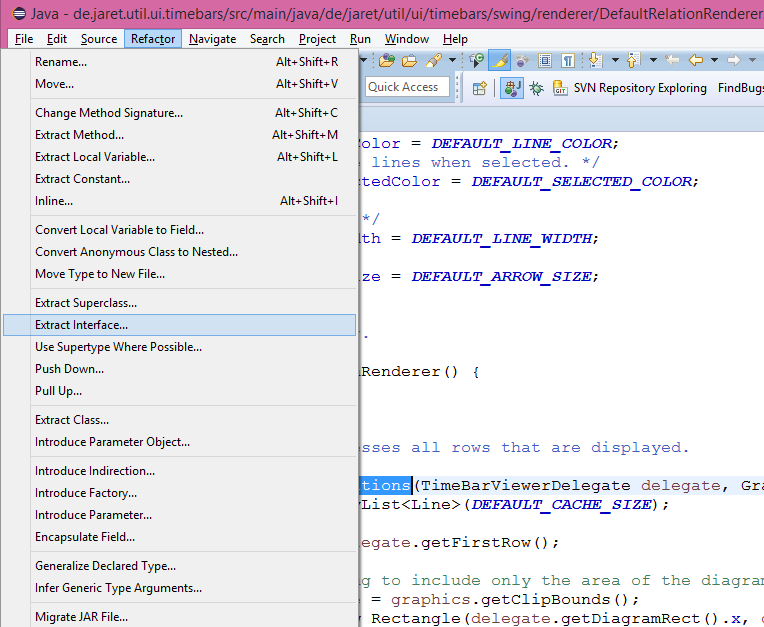 Java - de.jaret.util.ui.timebars/src/main/java/de/jaret/util/ui/timebars/swing/renderer/DefaultRelationRenderer
File Edit Source Refactor Navigate Search Project Run Window Help
Rename... Alt+Shift+R
Move... Alt+Shift+V
Change Method Signature... Alt+Shift+C
Extract Method... Alt+Shift+M
Extract Local Variable... Alt+Shift+L
Extract Constant...
Inline... Alt+Shift+I
Convert Local Variable to Field...
Convert Anonymous Class to Nested...
Move Type to New File...
Extract Superclass...
Extract Interface...
Use Supertype Where Possible...
Push Down...
Pull Up...
Extract Class...
Introduce Parameter Object...
Introduce Indirection...
Introduce Factory...
Introduce Parameter...
Encapsulate Field...
Generalize Declared Type...
Infer Generic Type Arguments...
Migrate JAR File...
Quick Access SVN Repository Exploring FindBugs
olor = DEFAULT_LINE_COLOR;
lines when selected. */
ctedColor = DEFAULT_SELECTED_COLOR;
*/
th = DEFAULT_LINE_WIDTH;
ze = DEFAULT_ARROW_SIZE;
.
Renderer() {
sses all rows that are displayed.
tions(TimeBarViewerDelegate delegate, Gra
yList<Line>(DEFAULT_CACHE_SIZE);
egate.getFirstRow();
g to include only the area of the diagram
= graphics.getClipBounds();
Rectangle(delegate.getDiagramRect().x,